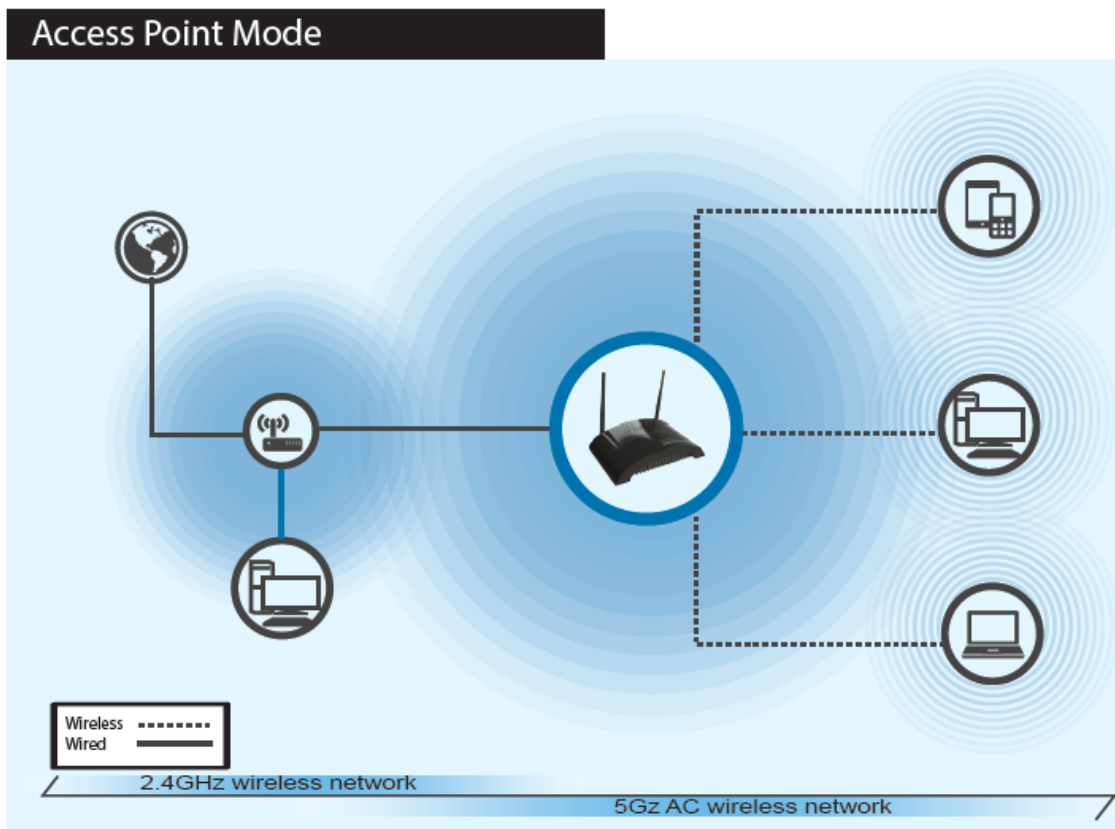 Access Point Mode
Wireless
Wired
2.4GHz wireless network
5Gz AC wireless network